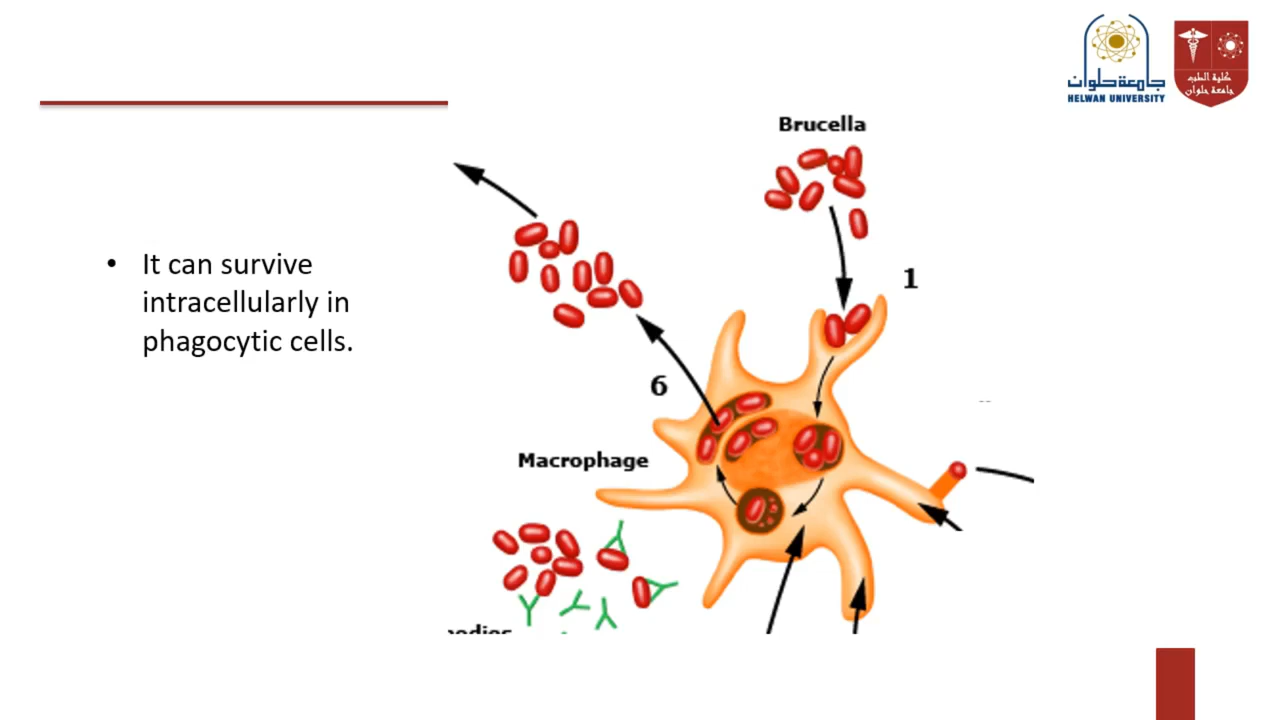 جامعة حلوان
HELWAN UNIVERSITY
كلية الطب
جامعة حلوان
Brucella
1
• It can survive
intracellularly in
phagocytic cells.
6
Macrophage